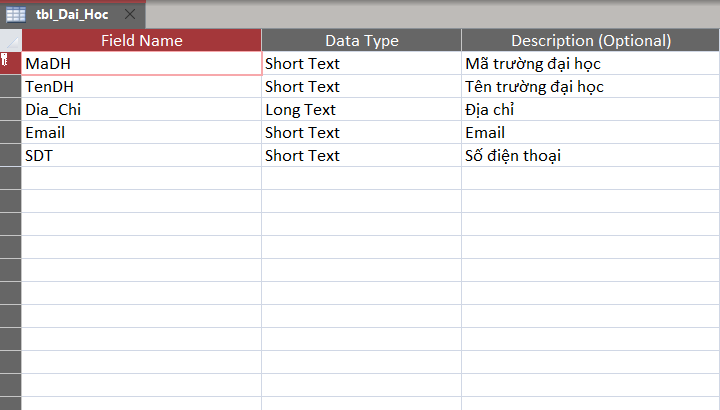 tbl_Dai_Hoc
Field Name Data Type Description (Optional)
MaDH Short Text Mã trường đại học
TenDH Short Text Tên trường đại học
Dia_Chi Long Text Địa chỉ
Email Short Text Email
SDT Short Text Số điện thoại